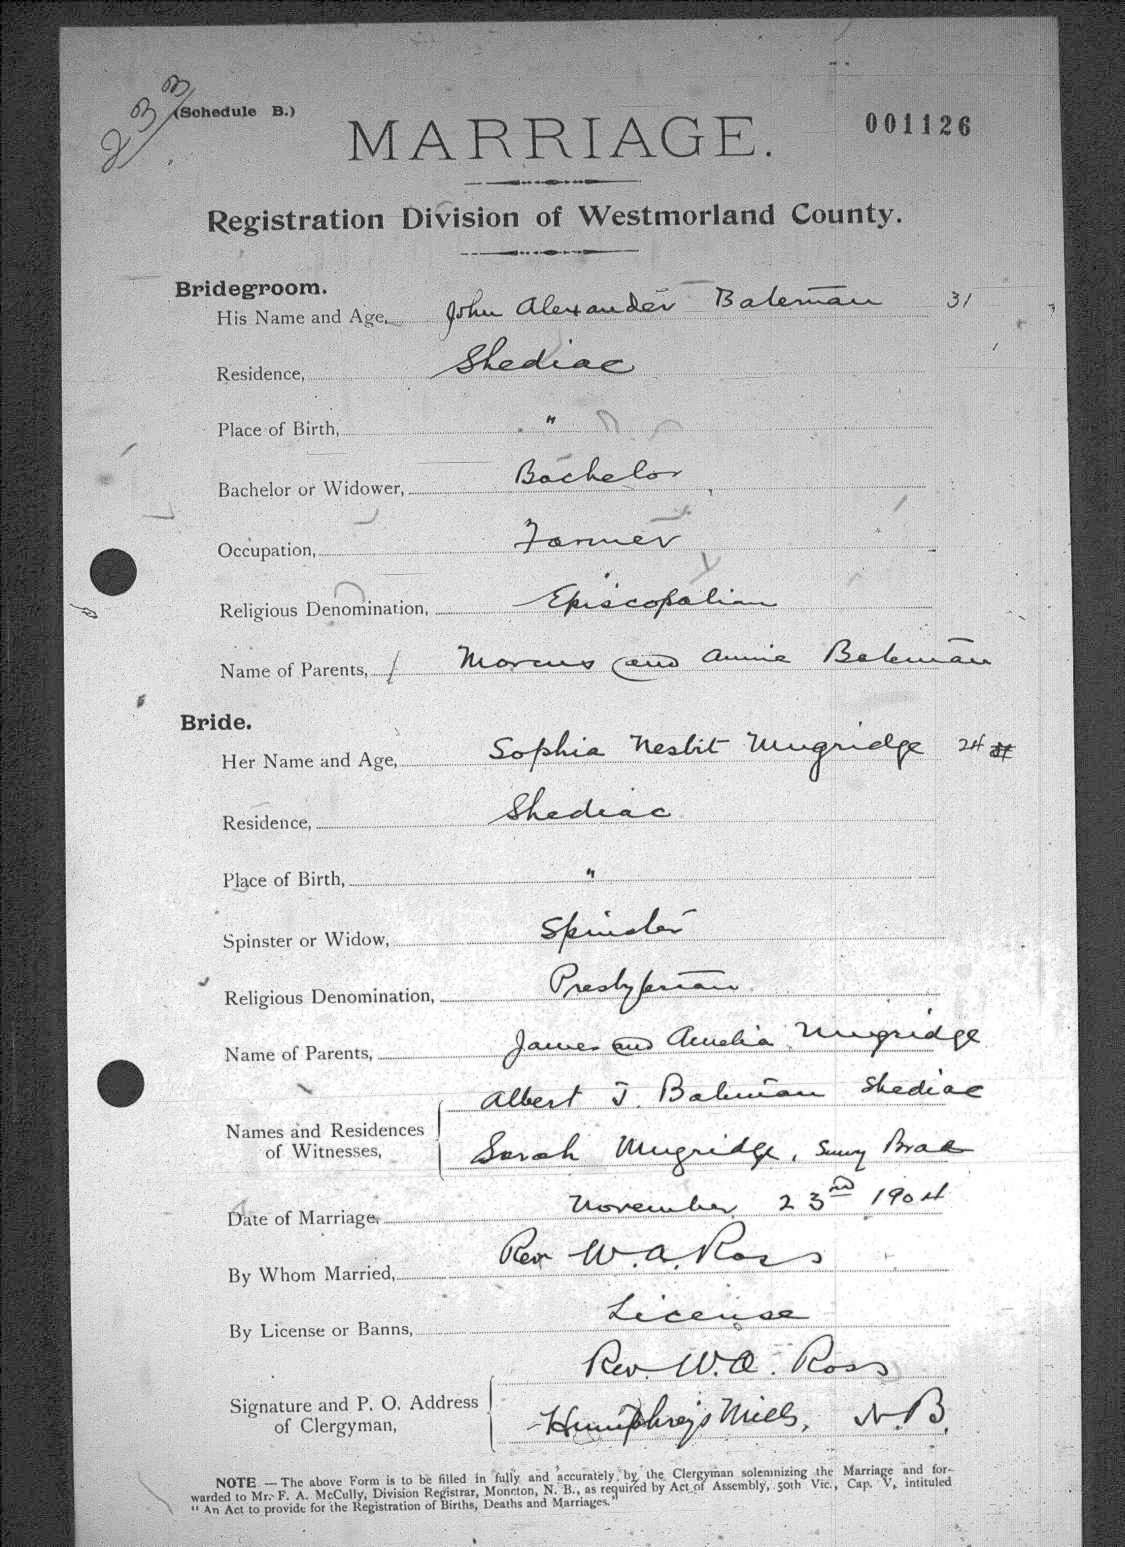 233
(Schedule B.)
001126
MARRIAGE.
Registration Division of Westmorland County.
Bridegroom.
His Name and Age, John Alexander Bateman 31
Residence, Shediac
Place of Birth, "
Bachelor or Widower, Bachelor
Occupation, Farmer
Religious Denomination, Episcopalian
Name of Parents, Marcus and Annie Bateman
Bride.
Her Name and Age, Sophia Nesbit Mugridge 24
Residence, Shediac
Place of Birth, "
Spinster or Widow, Spinster
Religious Denomination, Presbyterian
Name of Parents, James and Amelia Mugridge
Albert J. Bateman Shediac
Names and Residences
of Witnesses,
Sarah Mugridge,
Date of Marriage, November 23rd 1904
By Whom Married, Rev W. A. Ross
By License or Banns, License
Rev. W. A. Ross
Signature and P. O. Address
of Clergyman,
Humphreys Mills, N.B.
NOTE — The above Form is to be filled in fully and accurately by the Clergyman solemnizing the Marriage and for-
warded to Mr. F. A. McCully, Division Registrar, Moncton, N. B., as required by Act of Assembly, 50th Vic., Cap. V, intituled
" An Act to provide for the Registration of Births, Deaths and Marriages."